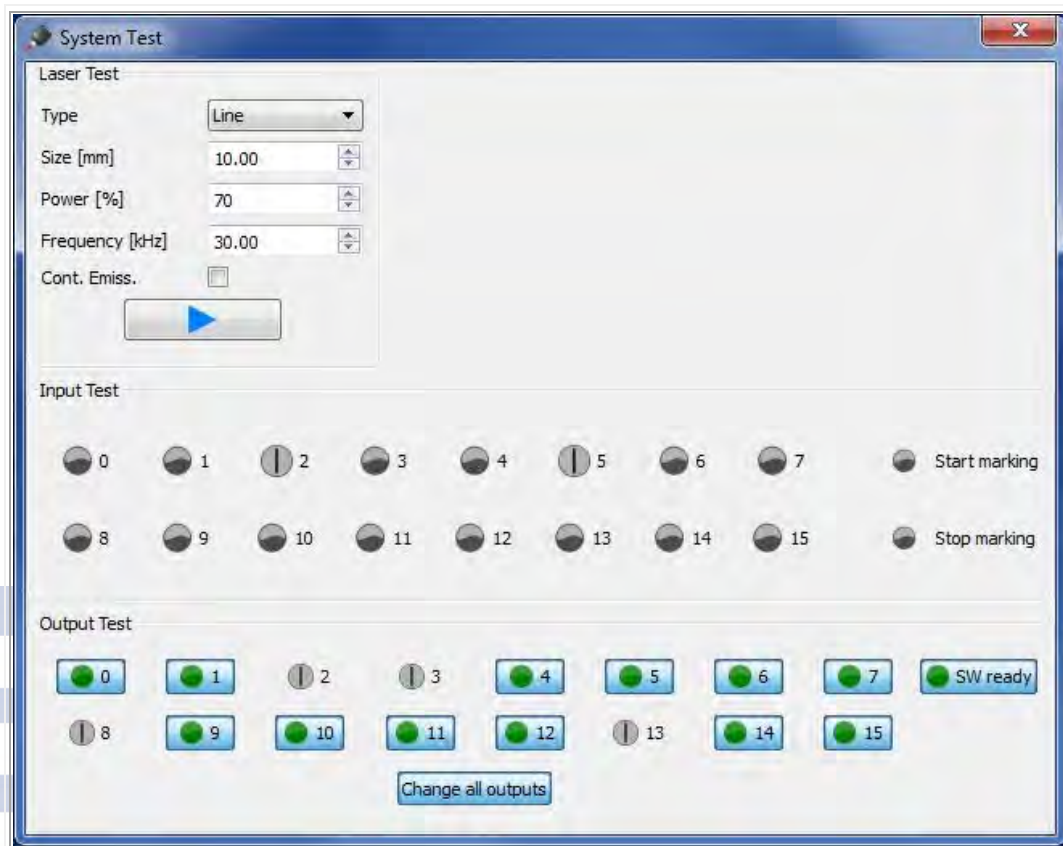 System Test
Laser Test
Type Line
Size [mm] 10.00
Power [%] 70
Frequency [kHz] 30.00
Cont. Emiss.
Input Test
0 1 2 3 4 5 6 7 Start marking
8 9 10 11 12 13 14 15 Stop marking
Output Test
0 1 2 3 4 5 6 7 SW ready
8 9 10 11 12 13 14 15
Change all outputs